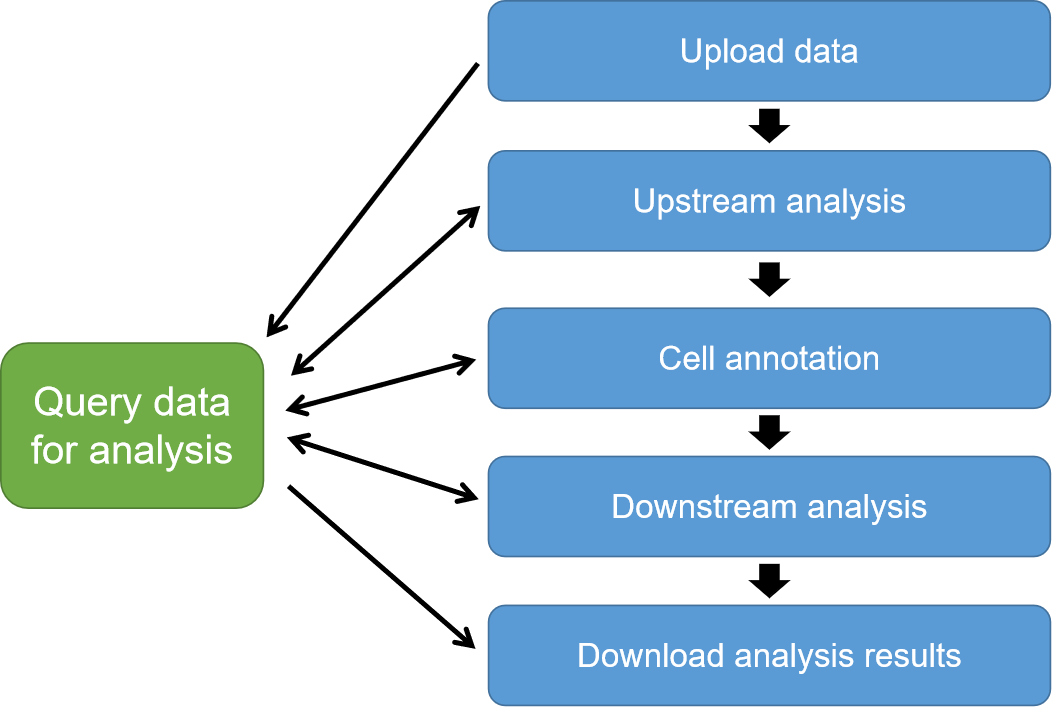 Upload data
Upstream analysis
Cell annotation
Query data
for analysis
Downstream analysis
Download analysis results